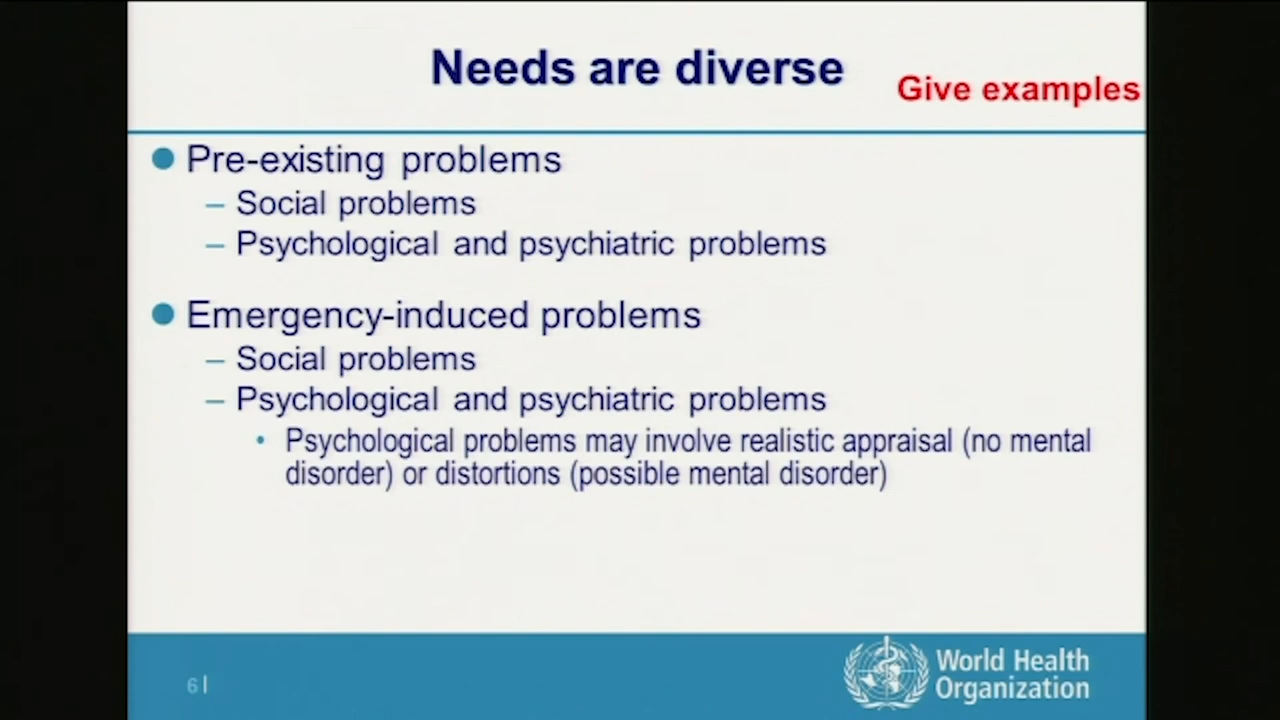 Needs are diverse
Give examples
Pre-existing problems
– Social problems
– Psychological and psychiatric problems
Emergency-induced problems
– Social problems
– Psychological and psychiatric problems
• Psychological problems may involve realistic appraisal (no mental
disorder) or distortions (possible mental disorder)
6 |
World Health
Organization